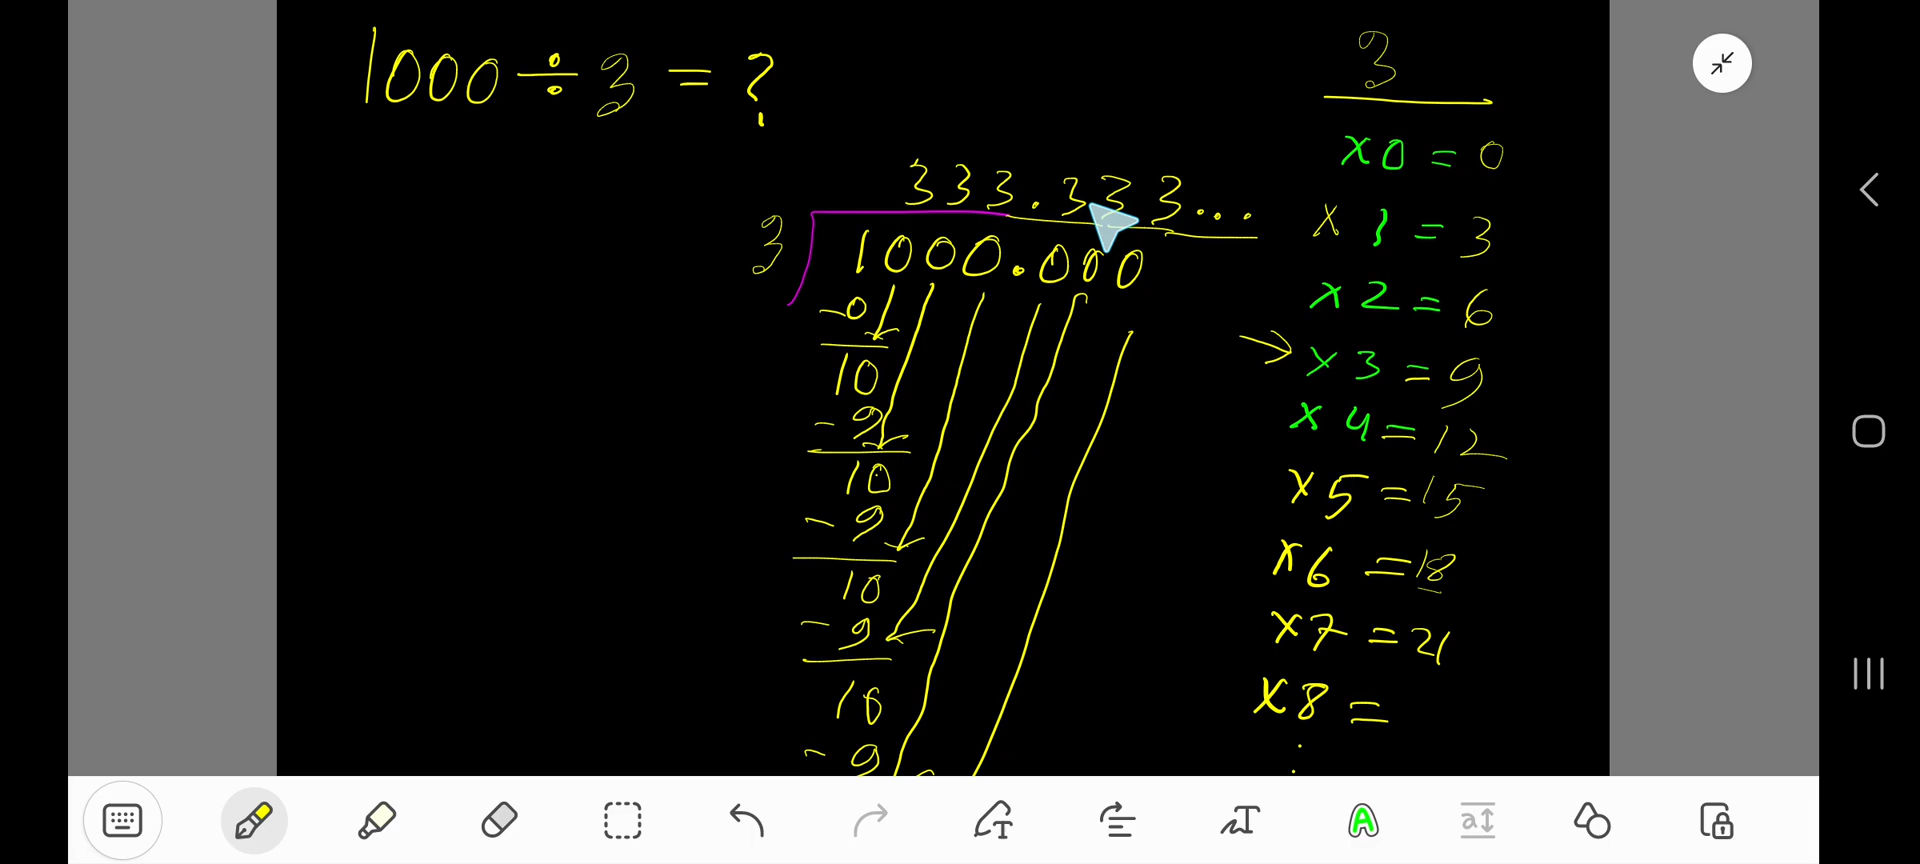 1000 ÷ 3 = ?
333.333...
3
1000.000
-0
10
-9
10
-9
10
-9
10
-9
3
x0 = 0
x1 = 3
x2 = 6
x3 = 9
x4 = 12
x5 = 15
x6 = 18
x7 = 21
x8 =
T
T
A
a